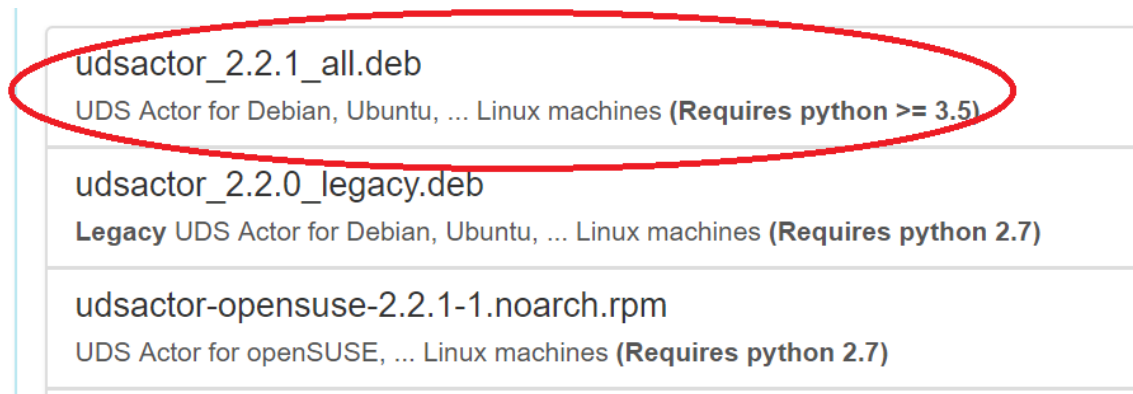 udsactor_2.2.1_all.deb
UDS Actor for Debian, Ubuntu, ... Linux machines (Requires python >= 3.5)
udsactor_2.2.0_legacy.deb
Legacy UDS Actor for Debian, Ubuntu, ... Linux machines (Requires python 2.7)
udsactor-opensuse-2.2.1-1.noarch.rpm
UDS Actor for openSUSE, ... Linux machines (Requires python 2.7)